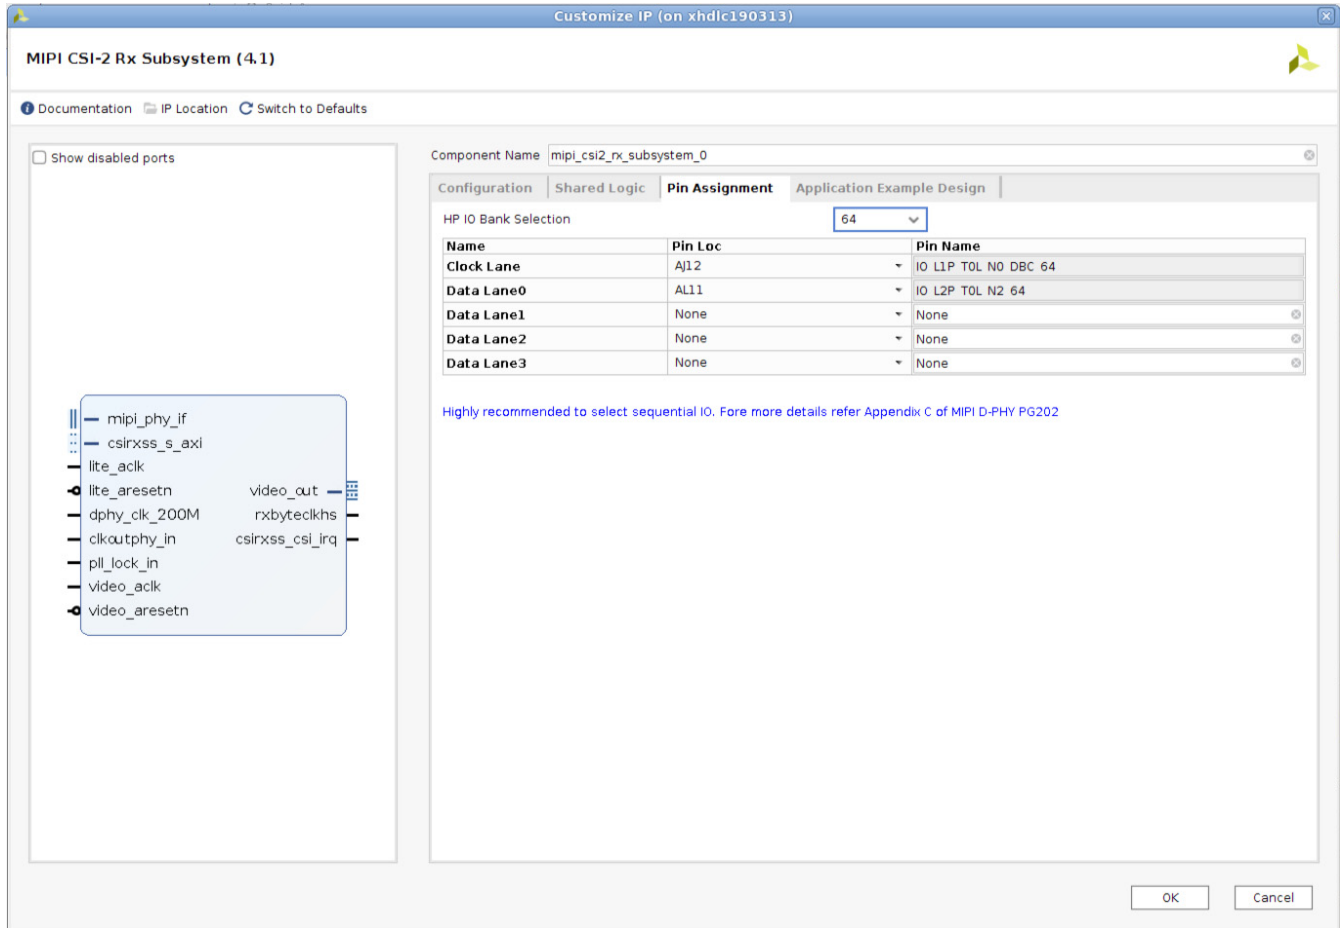 Customize IP (on xhdlc190313)
MIPI CSI-2 Rx Subsystem (4.1)
Documentation IP Location Switch to Defaults
Show disabled ports
mipi_phy_if
csirxss_s_axi
lite_aclk
lite_aresetn video_out
dphy_clk_200M rxbyteclkhs
clkoutphy_in csirxss_csi_irq
pll_lock_in
video_aclk
video_aresetn
Component Name mipi_csi2_rx_subsystem_0
Configuration Shared Logic Pin Assignment Application Example Design
HP IO Bank Selection 64
Name Pin Loc Pin Name
Clock Lane AJ12 IO L1P T0L N0 DBC 64
Data Lane0 AL11 IO L2P T0L N2 64
Data Lane1 None None
Data Lane2 None None
Data Lane3 None None
Highly recommended to select sequential IO. Fore more details refer Appendix C of MIPI D-PHY PG202
OK Cancel